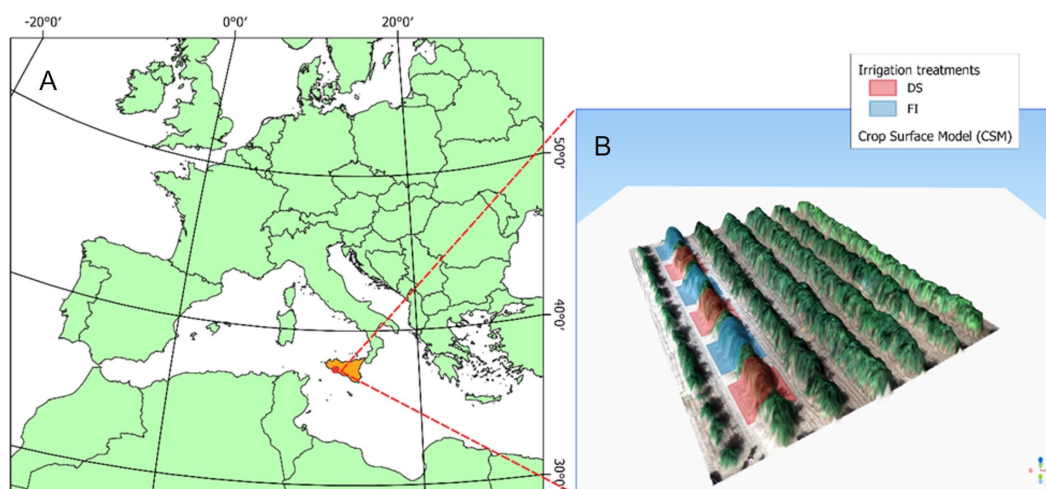 -20°0′ 0°0′ 20°0′
A
50°0′
40°0′
30°0′
B
Irrigation treatments
DS
FI
Crop Surface Model (CSM)